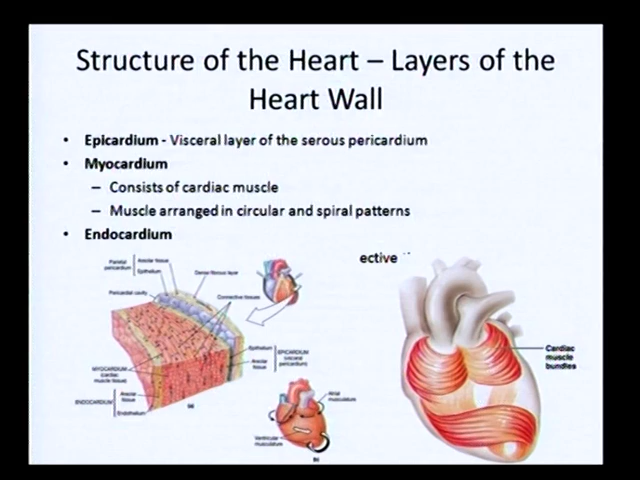 Structure of the Heart – Layers of the
Heart Wall
• Epicardium - Visceral layer of the serous pericardium
• Myocardium
– Consists of cardiac muscle
– Muscle arranged in circular and spiral patterns
• Endocardium
ective
Parietal
pericardium
Areolar tissue
Epithelium
Dense fibrous layer
Pericardial cavity
Connective tissues
MYOCARDIUM
(cardiac
muscle tissue)
ENDOCARDIUM
Areolar
tissue
Endothelium
Epithelium
Areolar
tissue
EPICARDIUM
(visceral
pericardium)
Atrial
musculature
Ventricular
musculature
Cardiac
muscle
bundles